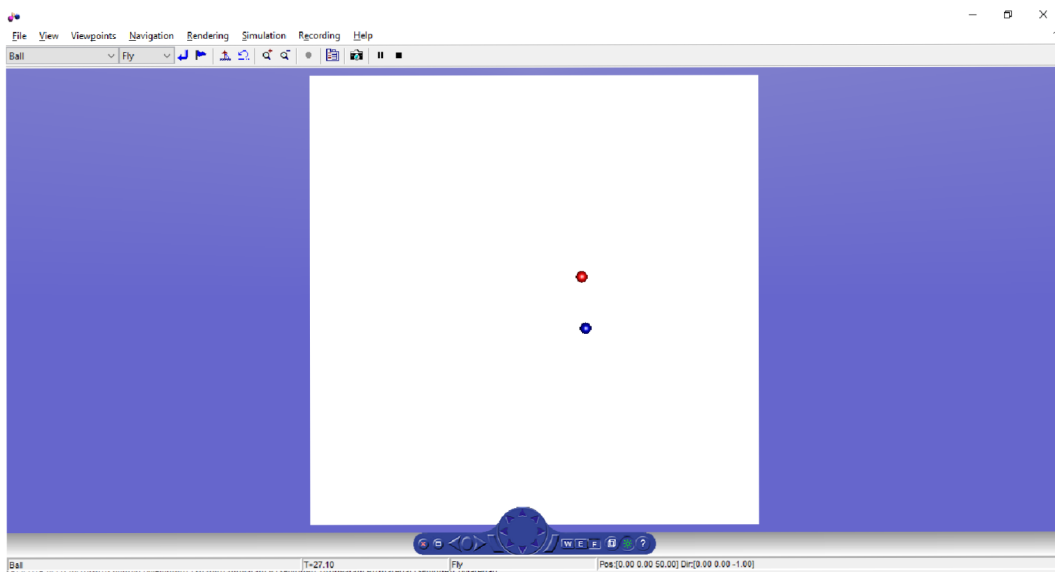 File View Viewpoints Navigation Rendering Simulation Recording Help
Ball Fly
W E F ?
Ball T=27.10 Fly Pos:[0.00 0.00 50.00] Dir:[0.00 0.00 -1.00]